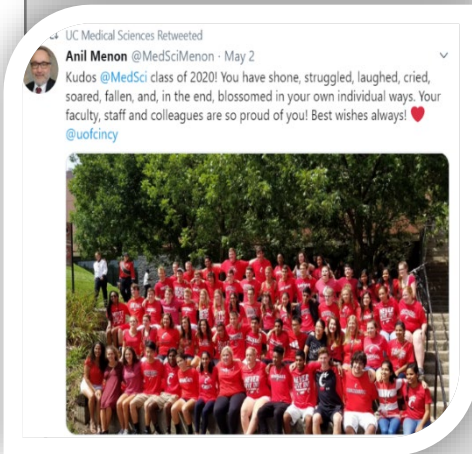 UC Medical Sciences Retweeted
Anil Menon @MedSciMenon · May 2
Kudos @MedSci class of 2020! You have shone, struggled, laughed, cried,
soared, fallen, and, in the end, blossomed in your own individual ways. Your
faculty, staff and colleagues are so proud of you! Best wishes always! ❤
@uofcincy